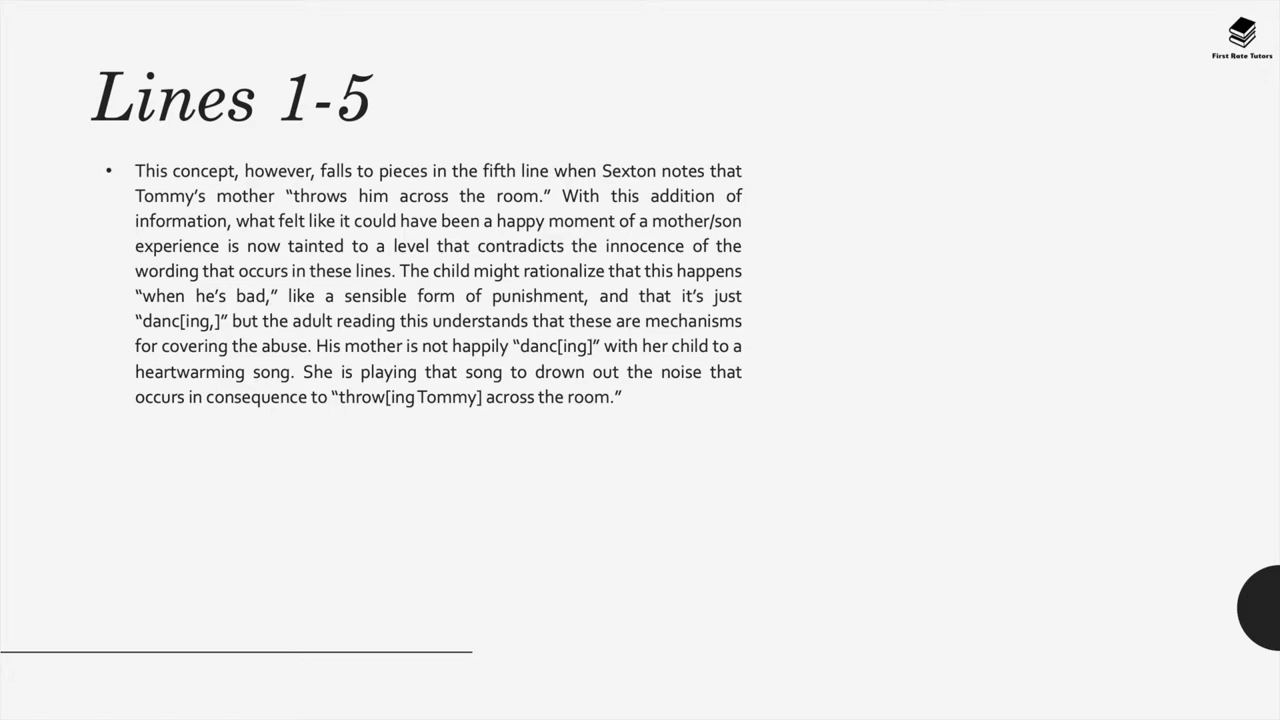 First Rate Tutors
Lines 1-5
• This concept, however, falls to pieces in the fifth line when Sexton notes that
Tommy’s mother “throws him across the room.” With this addition of
information, what felt like it could have been a happy moment of a mother/son
experience is now tainted to a level that contradicts the innocence of the
wording that occurs in these lines. The child might rationalize that this happens
“when he’s bad,” like a sensible form of punishment, and that it’s just
“danc[ing,]” but the adult reading this understands that these are mechanisms
for covering the abuse. His mother is not happily “danc[ing]” with her child to a
heartwarming song. She is playing that song to drown out the noise that
occurs in consequence to “throw[ing Tommy] across the room.”